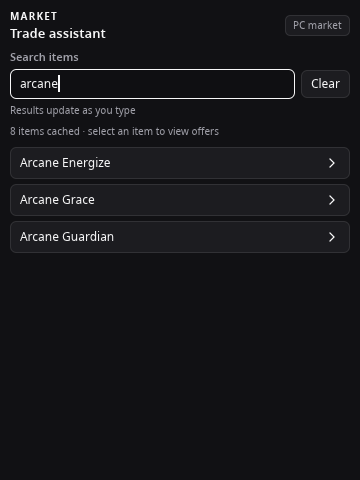 MARKET
Trade assistant
PC market
Search items
arcane
Clear
Results update as you type
8 items cached · select an item to view offers
Arcane Energize
Arcane Grace
Arcane Guardian